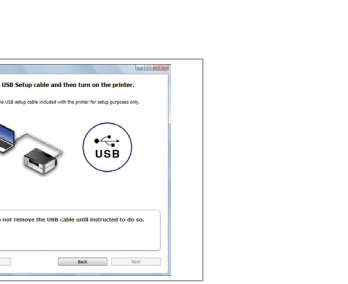 USB Setup cable and then turn on the printer.
USB setup cable included with the printer for setup purposes only.
USB
not remove the USB cable until instructed to do so.
Back
Next